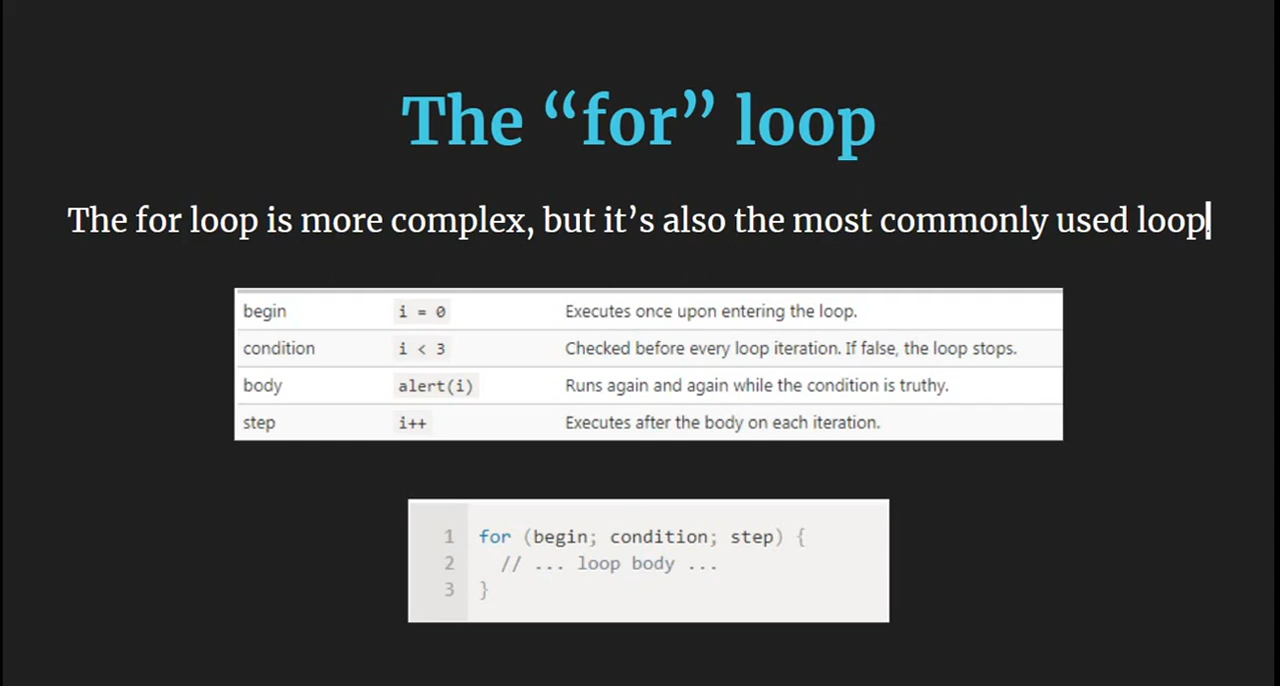 The “for” loop
The for loop is more complex, but it’s also the most commonly used loop.
begin i = 0 Executes once upon entering the loop.
condition i < 3 Checked before every loop iteration. If false, the loop stops.
body alert(i) Runs again and again while the condition is truthy.
step i++ Executes after the body on each iteration.
1 for (begin; condition; step) {
2 // ... loop body ...
3 }